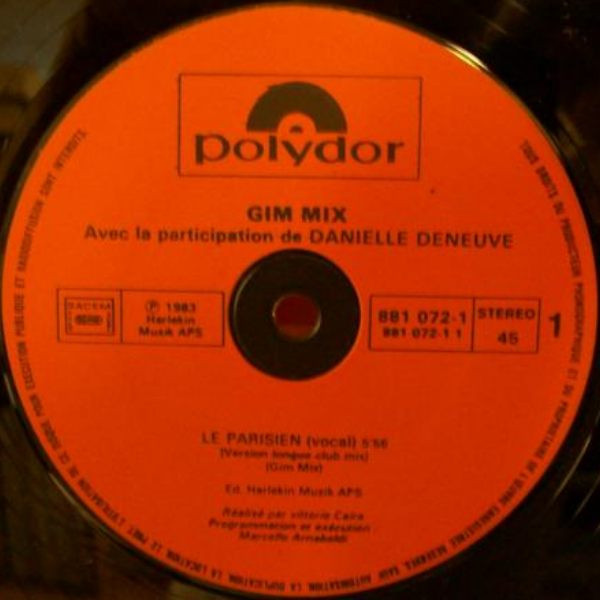 polydor
GIM MIX
Avec la participation de DANIELLE DENEUVE
SACEM
℗ 1983
Harlekin
Musik APS
881 072-1
881 072-1 1
STEREO
45
1
LE PARISIEN (vocal) 5'56
(Version longue club mix)
(Gim Mix)
Ed. Harlekin Musik APS
Réalisé par vittorio Caira
Programmation et exécution
Marcello Arnaboldi
TOUS DROITS DU PRODUCTEUR PHONOGRAPHIQUE ET DU PROPRIETAIRE DE L'OEUVRE ENREGISTREE RESERVES. SAUF AUTORISATION, LA DUPLICATION, LA LOCATION, LE PRET, L'UTILISATION DE CE DISQUE POUR EXECUTION PUBLIQUE ET RADIODIFFUSION SONT INTERDITS.